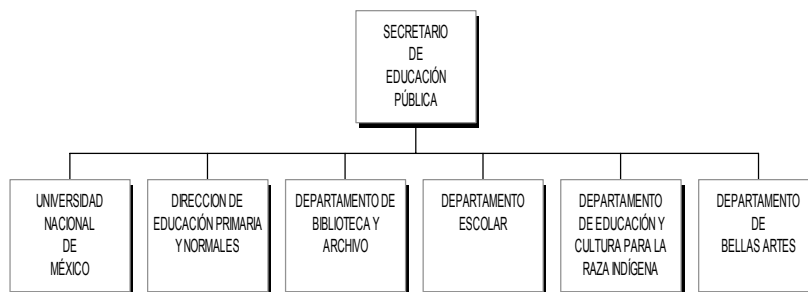 SECRETARIO
DE
EDUCACIÓN
PÚBLICA
UNIVERSIDAD
NACIONAL
DE
MÉXICO
DIRECCION DE
EDUCACIÓN PRIMARIA
Y NORMALES
DEPARTAMENTO DE
BIBLIOTECA Y
ARCHIVO
DEPARTAMENTO
ESCOLAR
DEPARTAMENTO
DE EDUCACIÓN Y
CULTURA PARA LA
RAZA INDÍGENA
DEPARTAMENTO
DE
BELLAS ARTES